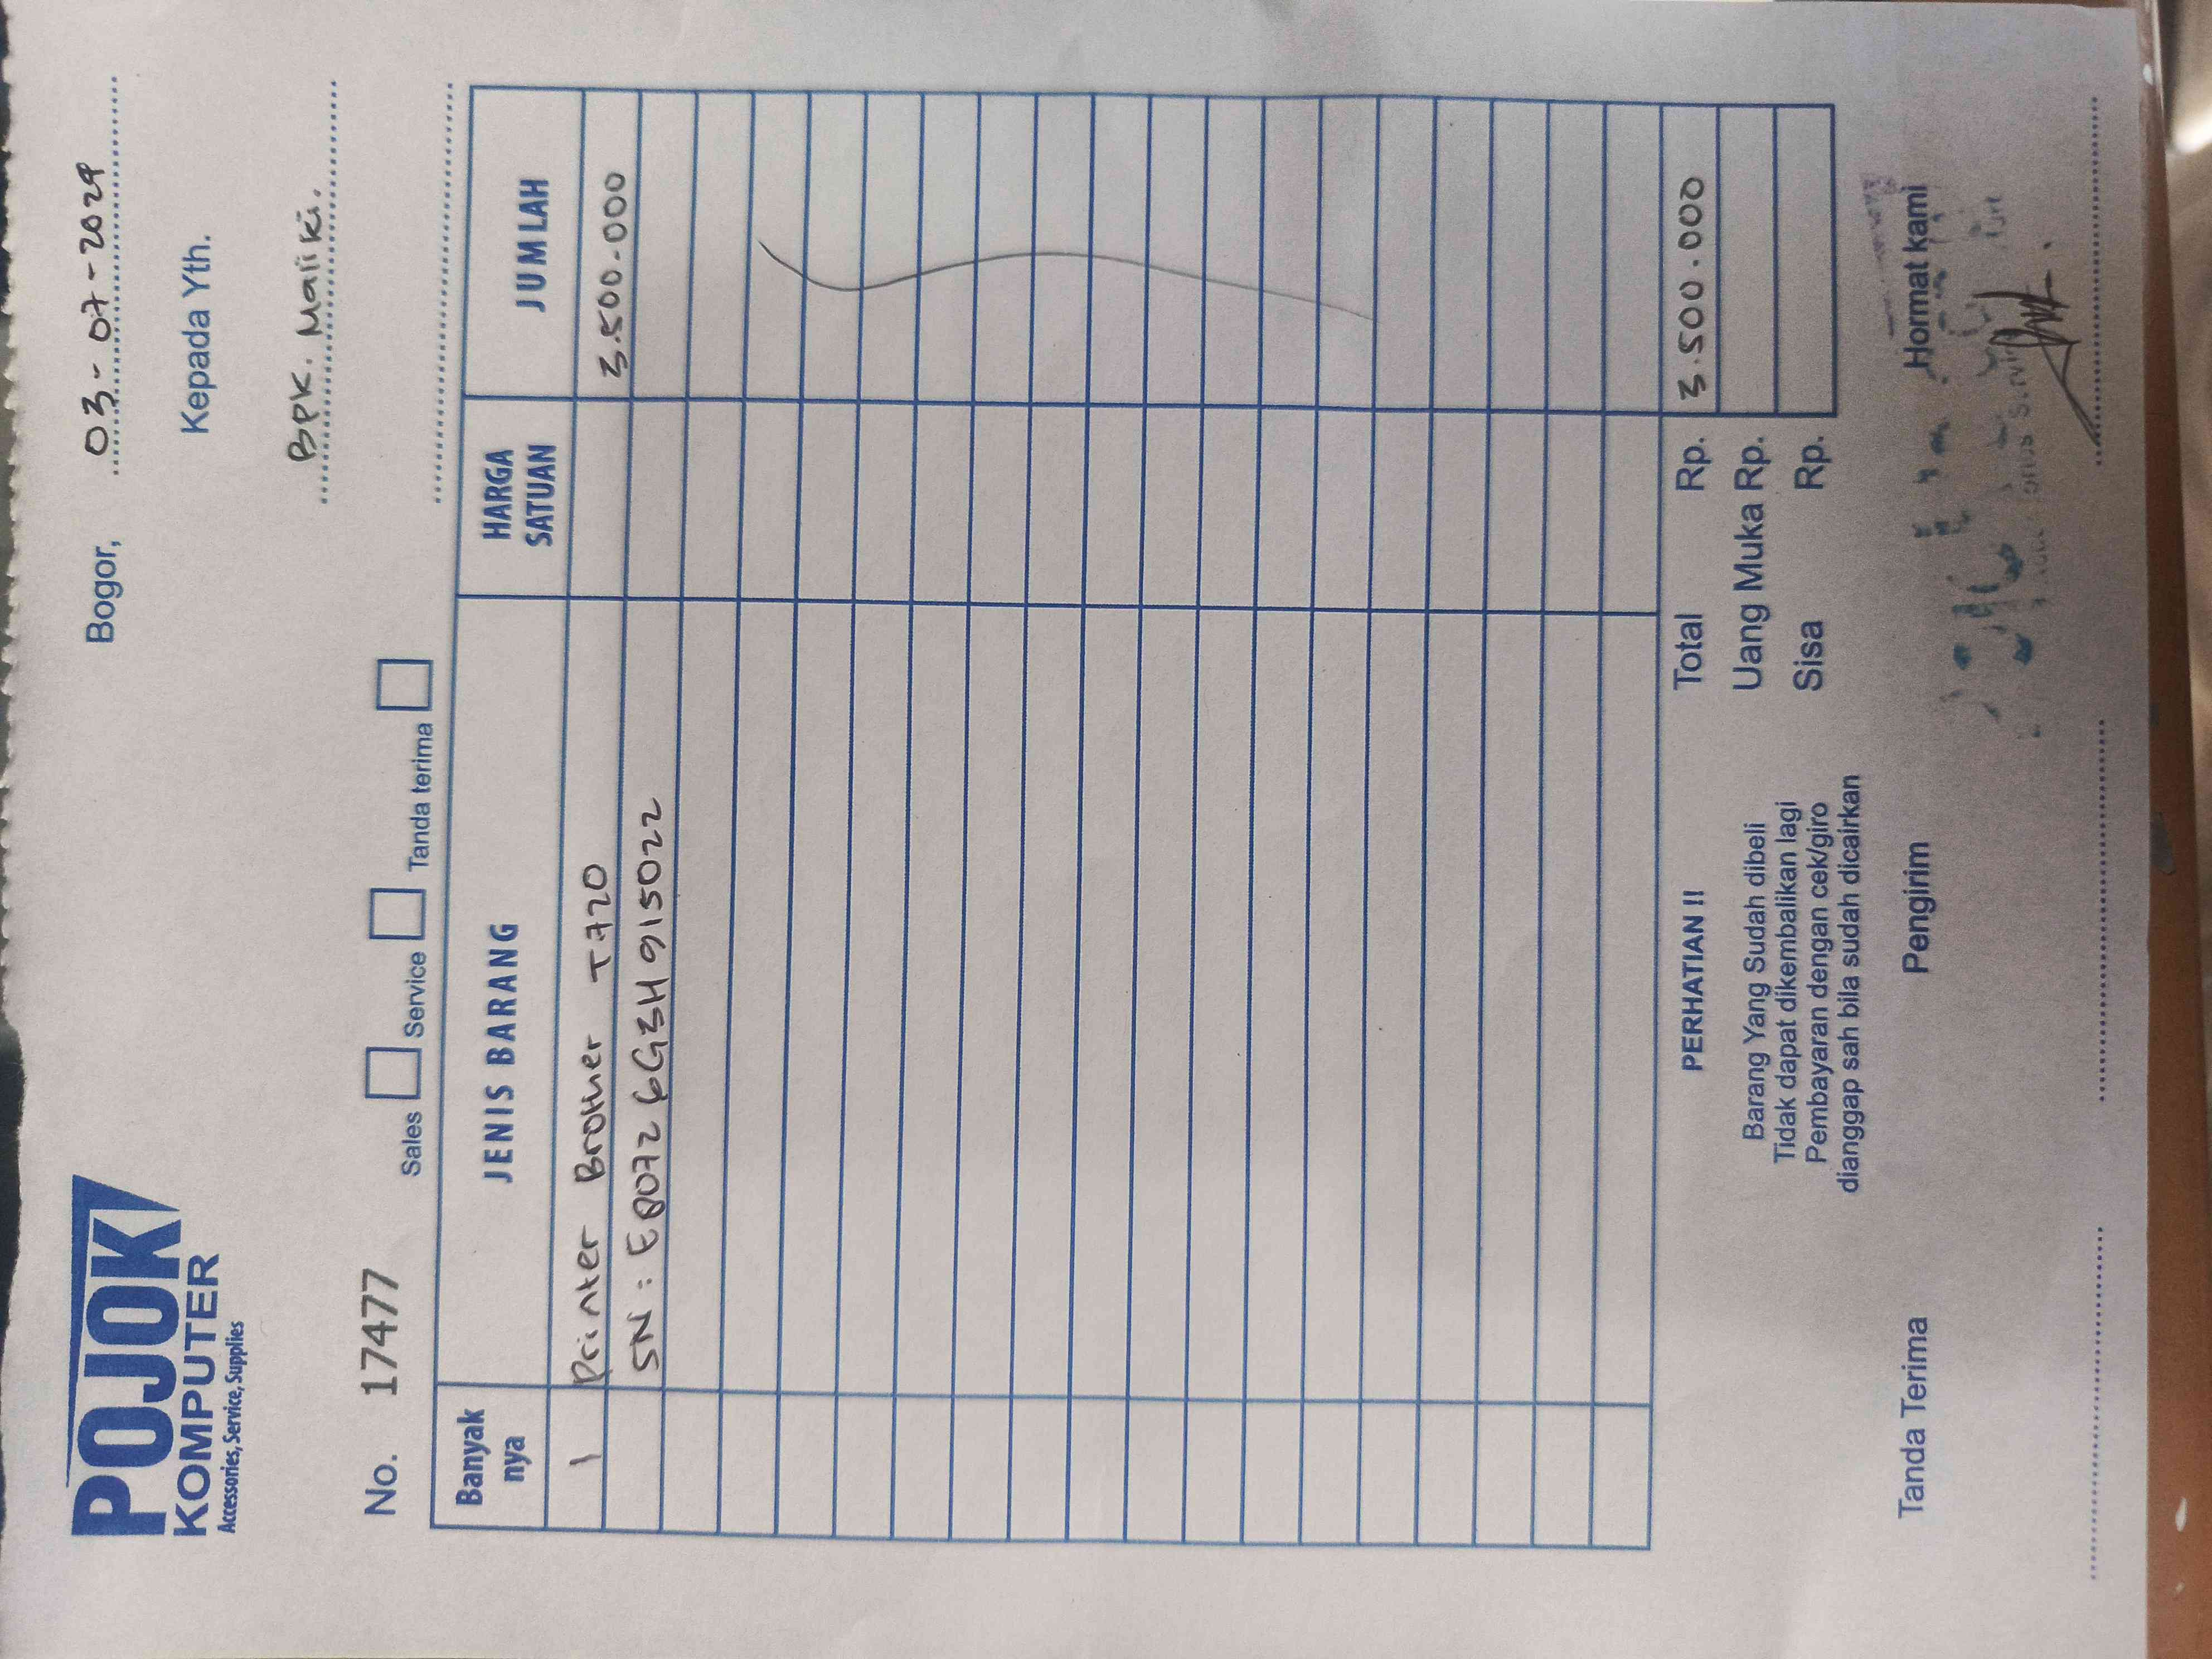 POJOK
KOMPUTER
Accessories, Service, Supplies
Bogor, 03-07-2024
Kepada Yth.
BPK. Maliki.
No. 17477
Sales Service Tanda terima
Banyak nya JENIS BARANG HARGA SATUAN JUMLAH
1 Printer Brother T720 3.500.000
SN: E80726G3H915022
Total Rp. 3.500.000
Uang Muka Rp.
Sisa Rp.
PERHATIAN !!
Barang Yang Sudah dibeli
Tidak dapat dikembalikan lagi
Pembayaran dengan cek/giro
dianggap sah bila sudah dicairkan
Tanda Terima Pengirim Hormat kami